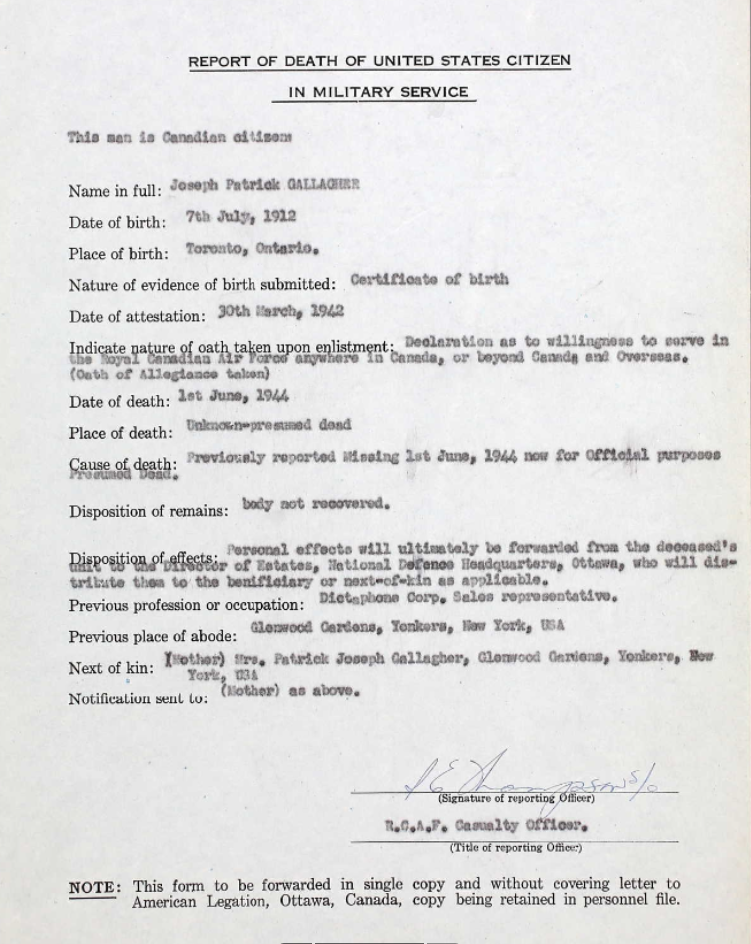 REPORT OF DEATH OF UNITED STATES CITIZEN
IN MILITARY SERVICE
This man is Canadian citizen:
Name in full: Joseph Patrick GALLAGHER
Date of birth: 7th July, 1912
Place of birth: Toronto, Ontario.
Nature of evidence of birth submitted: Certificate of birth
Date of attestation: 30th March, 1942
Indicate nature of oath taken upon enlistment: Declaration as to willingness to serve in
the Royal Canadian Air Force anywhere in Canada, or beyond Canada and Overseas.
(Oath of Allegiance taken)
Date of death: 1st June, 1944
Place of death: Unknown-presumed dead
Cause of death: Previously reported Missing 1st June, 1944 now for Official purposes
Presumed Dead.
Disposition of remains: body not recovered.
Disposition of effects: Personal effects will ultimately be forwarded from the deceased's
unit to the Director of Estates, National Defence Headquarters, Ottawa, who will dis-
tribute them to the benificiary or next-of-kin as applicable.
Previous profession or occupation: Dictaphone Corp. Sales representative.
Previous place of abode: Glenwood Gardens, Yonkers, New York, USA
Next of kin: (Mother) Mrs. Patrick Joseph Gallagher, Glenwood Gardens, Yonkers, New
York, USA
Notification sent to: (Mother) as above.
(Signature of reporting Officer)
R.C.A.F. Casualty Officer.
(Title of reporting Officer)
NOTE: This form to be forwarded in single copy and without covering letter to
American Legation, Ottawa, Canada, copy being retained in personnel file.